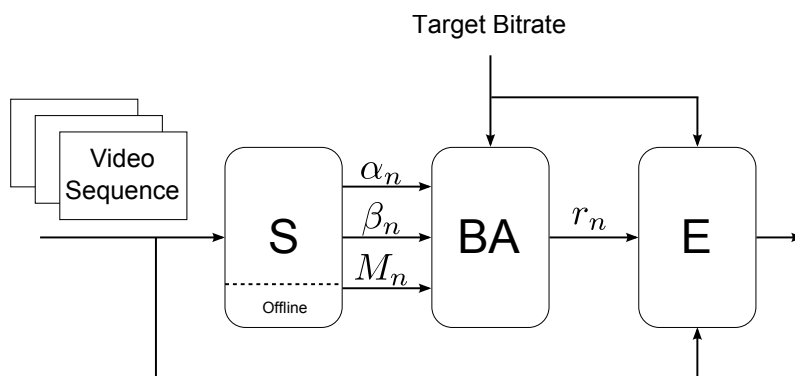 Target Bitrate
Video
Sequence
S
α_n
β_n
M_n
Offline
BA
r_n
E